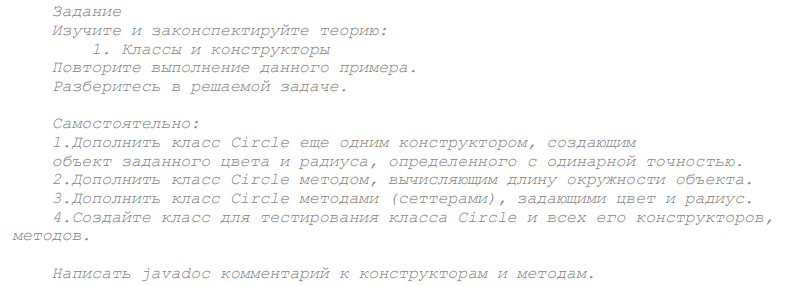 Задание
Изучите и законспектируйте теорию:
1. Классы и конструкторы
Повторите выполнение данного примера.
Разберитесь в решаемой задаче.
Самостоятельно:
1.Дополнить класс Circle еще одним конструктором, создающим
объект заданного цвета и радиуса, определенного с одинарной точностью.
2.Дополнить класс Circle методом, вычисляющим длину окружности объекта.
3.Дополнить класс Circle методами (сеттерами), задающими цвет и радиус.
4.Создайте класс для тестирования класса Circle и всех его конструкторов,
методов.
Написать javadoc комментарий к конструкторам и методам.